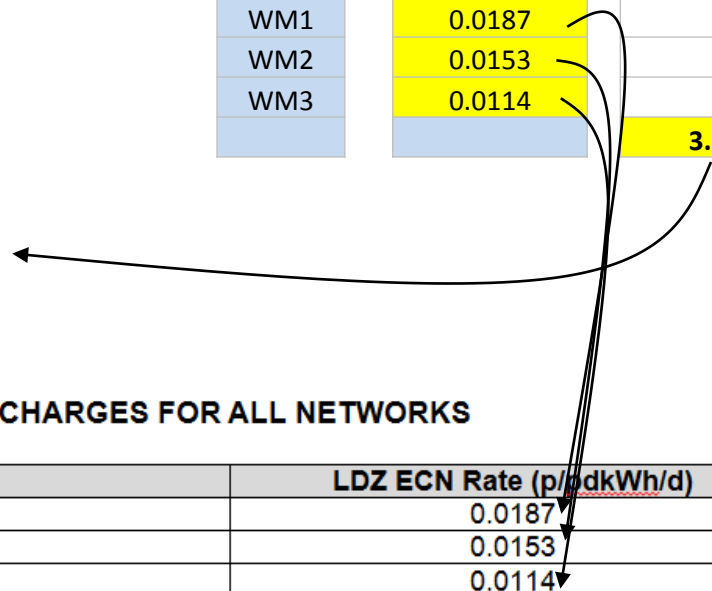 WM1 0.0187
WM2 0.0153
WM3 0.0114
3.
CHARGES FOR ALL NETWORKS
LDZ ECN Rate (p/pdkWh/d)
0.0187
0.0153
0.0114